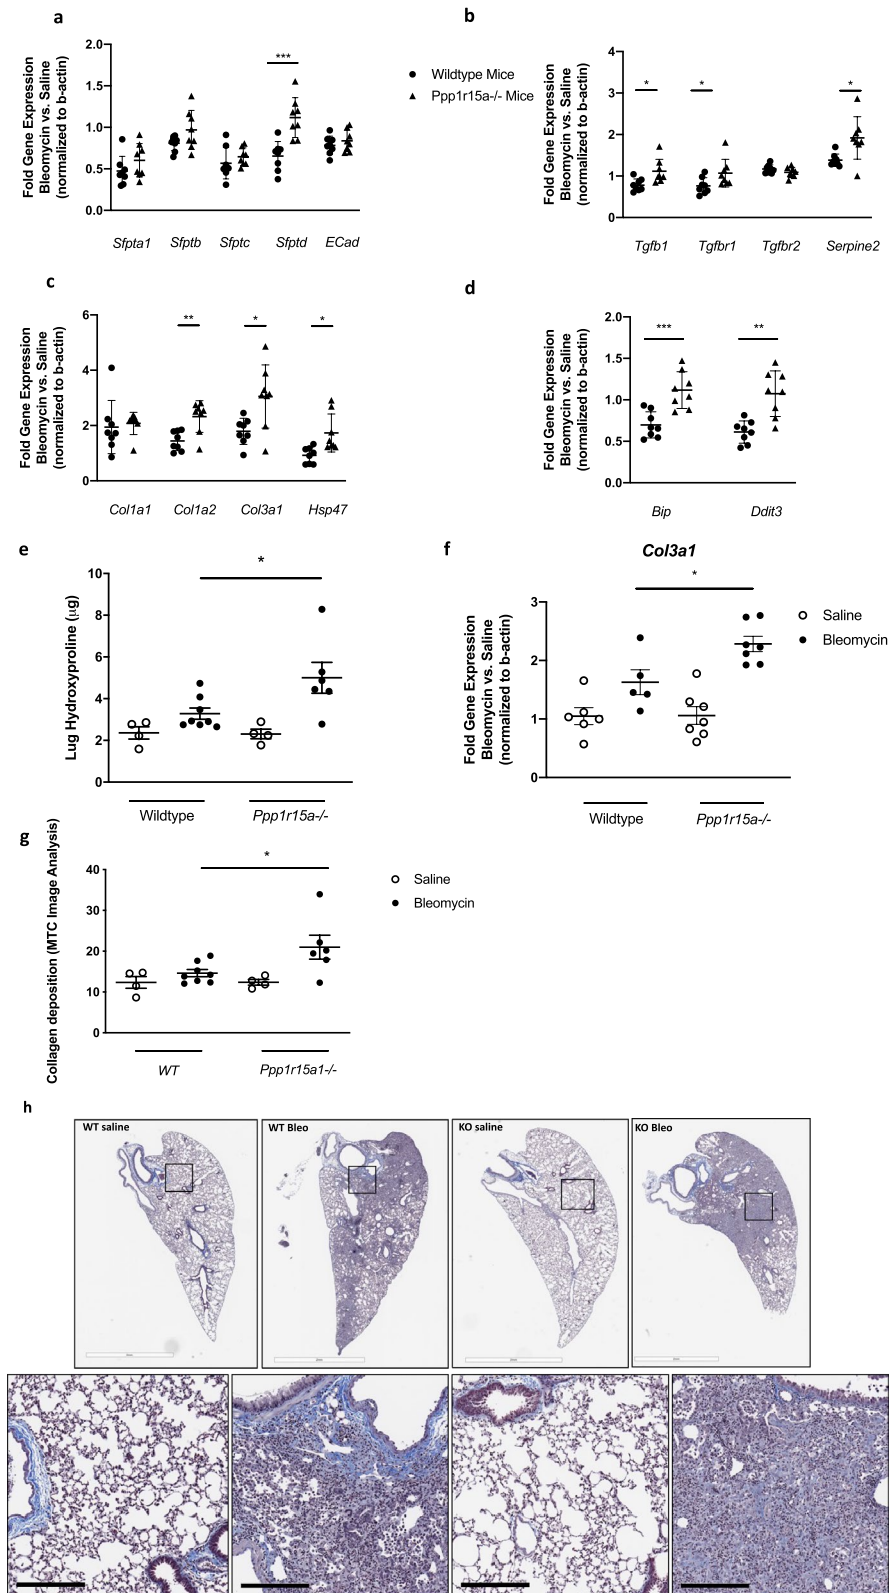 a
Fold Gene Expression
Bleomycin vs. Saline
(normalized to b-actin)
2.0
1.5
1.0
0.5
0.0
***
Sfpta1 Sfptb Sfptc Sfptd ECad
Wildtype Mice
Ppp1r15a-/- Mice
b
Fold Gene Expression
Bleomycin vs. Saline
(normalized to b-actin)
4
3
2
1
0
* * *
Tgfb1 Tgfbr1 Tgfbr2 Serpine2
c
Fold Gene Expression
Bleomycin vs. Saline
(normalized to b-actin)
6
4
2
0
** * *
Col1a1 Col1a2 Col3a1 Hsp47
d
Fold Gene Expression
Bleomycin vs. Saline
(normalized to b-actin)
2.0
1.5
1.0
0.5
0.0
*** **
Bip Ddit3
e
Lug Hydroxyproline (µg)
10
8
6
4
2
0
*
Wildtype Ppp1r15a-/-
f
Col3a1
Fold Gene Expression
Bleomycin vs. Saline
(normalized to b-actin)
3
2
1
0
*
Wildtype Ppp1r15a-/-
Saline
Bleomycin
g
Collagen deposition (MTC Image Analysis)
40
30
20
10
0
*
WT Ppp1r15a1-/-
Saline
Bleomycin
h
WT saline
WT Bleo
KO saline
KO Bleo